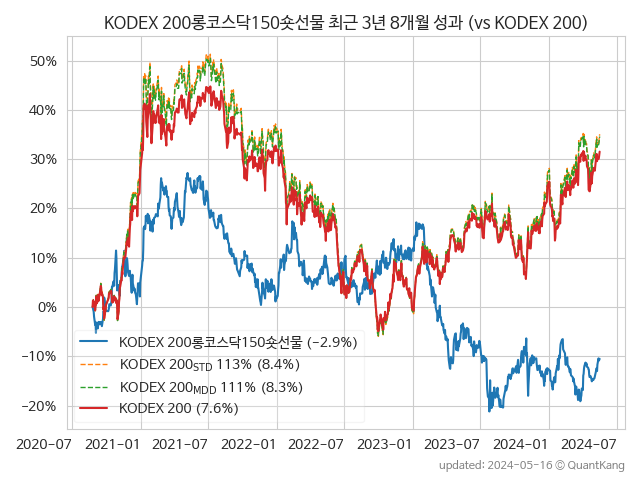 KODEX 200롱코스닥150숏선물 최근 3년 8개월 성과 (vs KODEX 200)
50%
40%
30%
20%
10%
0%
−10%
−20%
KODEX 200롱코스닥150숏선물 (−2.9%)
KODEX 200STD 113% (8.4%)
KODEX 200MDD 111% (8.3%)
KODEX 200 (7.6%)
2020-07 2021-01 2021-07 2022-01 2022-07 2023-01 2023-07 2024-01 2024-07
updated: 2024-05-16 © QuantKang